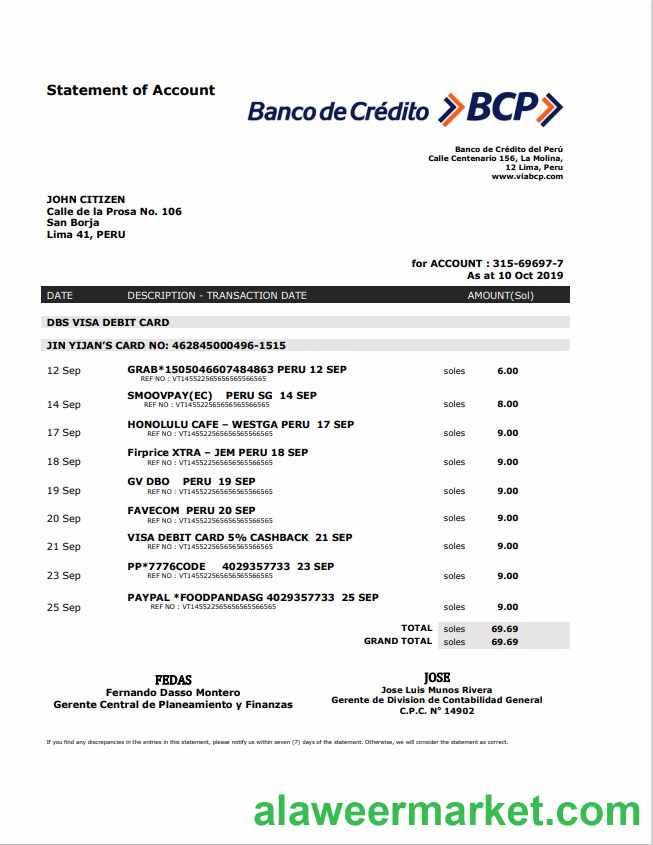 Statement of Account
Banco de Crédito BCP
Banco de Crédito del Perú
Calle Centenario 156, La Molina,
12 Lima, Peru
www.viabcp.com
JOHN CITIZEN
Calle de la Prosa No. 106
San Borja
Lima 41, PERU
for ACCOUNT : 315-69697-7
As at 10 Oct 2019
DATE DESCRIPTION - TRANSACTION DATE AMOUNT(Sol)
DBS VISA DEBIT CARD
JIN YIJAN'S CARD NO: 462845000496-1515
12 Sep GRAB*1505046607484863 PERU 12 SEP soles 6.00
REF NO : VT145522565656565566565
14 Sep SMOOVPAY(EC) PERU SG 14 SEP soles 8.00
REF NO : VT145522565656565566565
17 Sep HONOLULU CAFE – WESTGA PERU 17 SEP soles 9.00
REF NO : VT145522565656565566565
18 Sep Firprice XTRA – JEM PERU 18 SEP soles 9.00
REF NO : VT145522565656565566565
19 Sep GV DBO PERU 19 SEP soles 9.00
REF NO : VT145522565656565566565
20 Sep FAVECOM PERU 20 SEP soles 9.00
REF NO : VT145522565656565566565
21 Sep VISA DEBIT CARD 5% CASHBACK 21 SEP soles 9.00
REF NO : VT145522565656565566565
23 Sep PP*7776CODE 4029357733 23 SEP soles 9.00
REF NO : VT145522565656565566565
25 Sep PAYPAL *FOODPANDASG 4029357733 25 SEP soles 9.00
REF NO : VT145522565656565566565
TOTAL soles 69.69
GRAND TOTAL soles 69.69
FEDAS
Fernando Dasso Montero
Gerente Central de Planeamiento y Finanzas
JOSE
Jose Luis Munos Rivera
Gerente de Division de Contabilidad General
C.P.C. N° 14902
If you find any discrepancies in the entries in this statement, please notify us within seven (7) days of the statement. Otherwise, we will consider the statement as correct.
alaweermarket.com